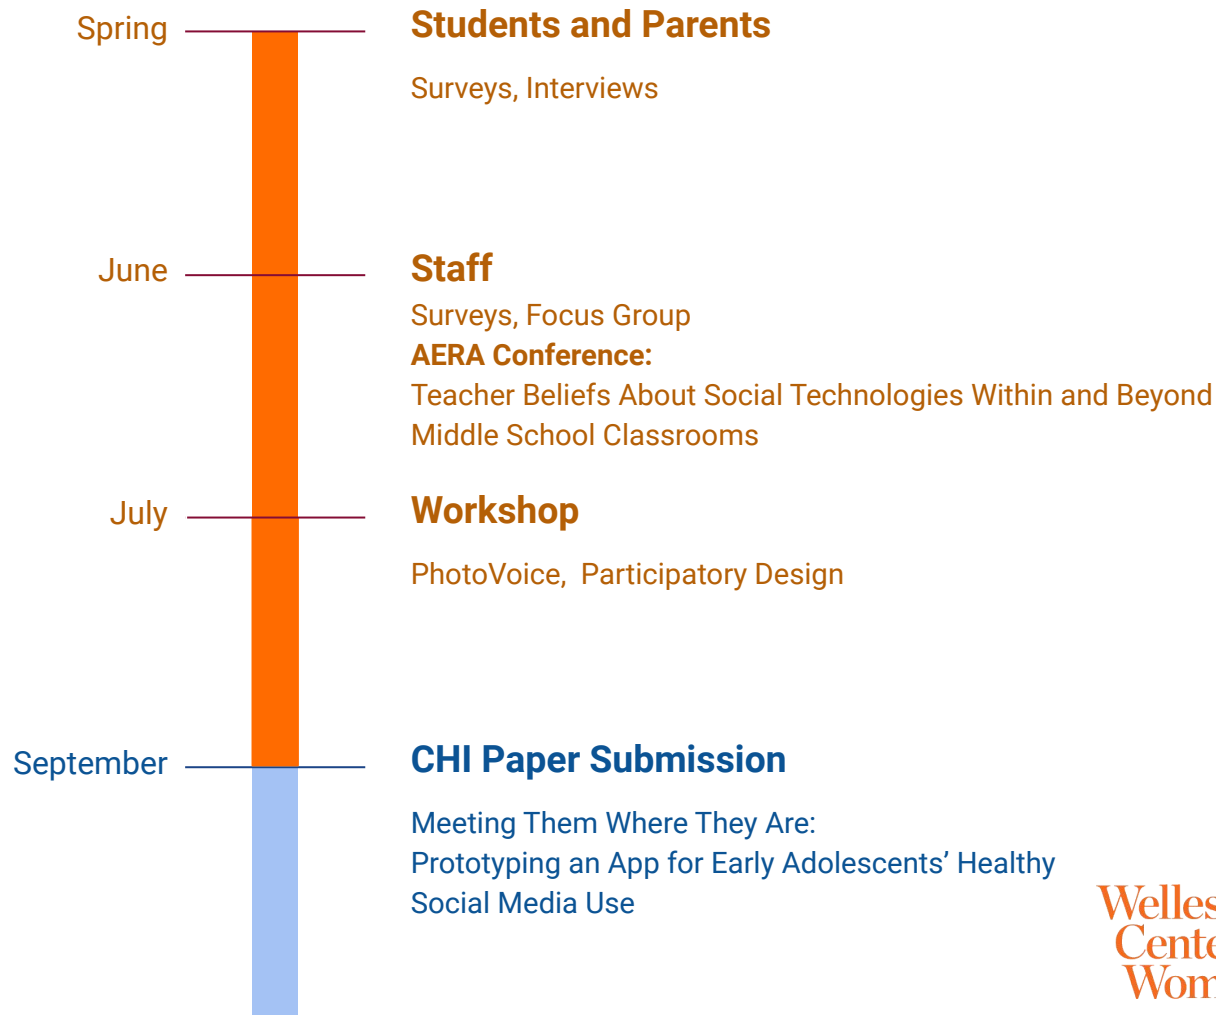 Spring
Students and Parents
Surveys, Interviews
June
Staff
Surveys, Focus Group
AERA Conference:
Teacher Beliefs About Social Technologies Within and Beyond
Middle School Classrooms
July
Workshop
PhotoVoice,  Participatory Design
September
CHI Paper Submission
Meeting Them Where They Are:
Prototyping an App for Early Adolescents’ Healthy
Social Media Use